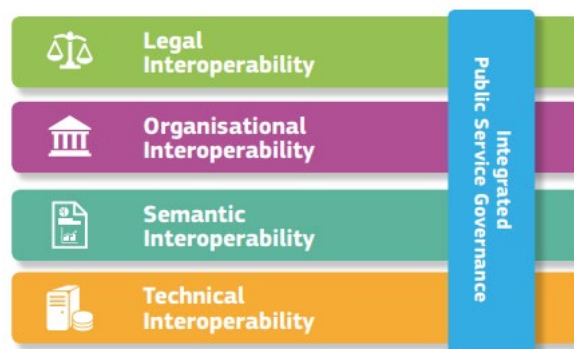 Legal
Interoperability
Organisational
Interoperability
Semantic
Interoperability
Technical
Interoperability
Integrated
Public Service Governance